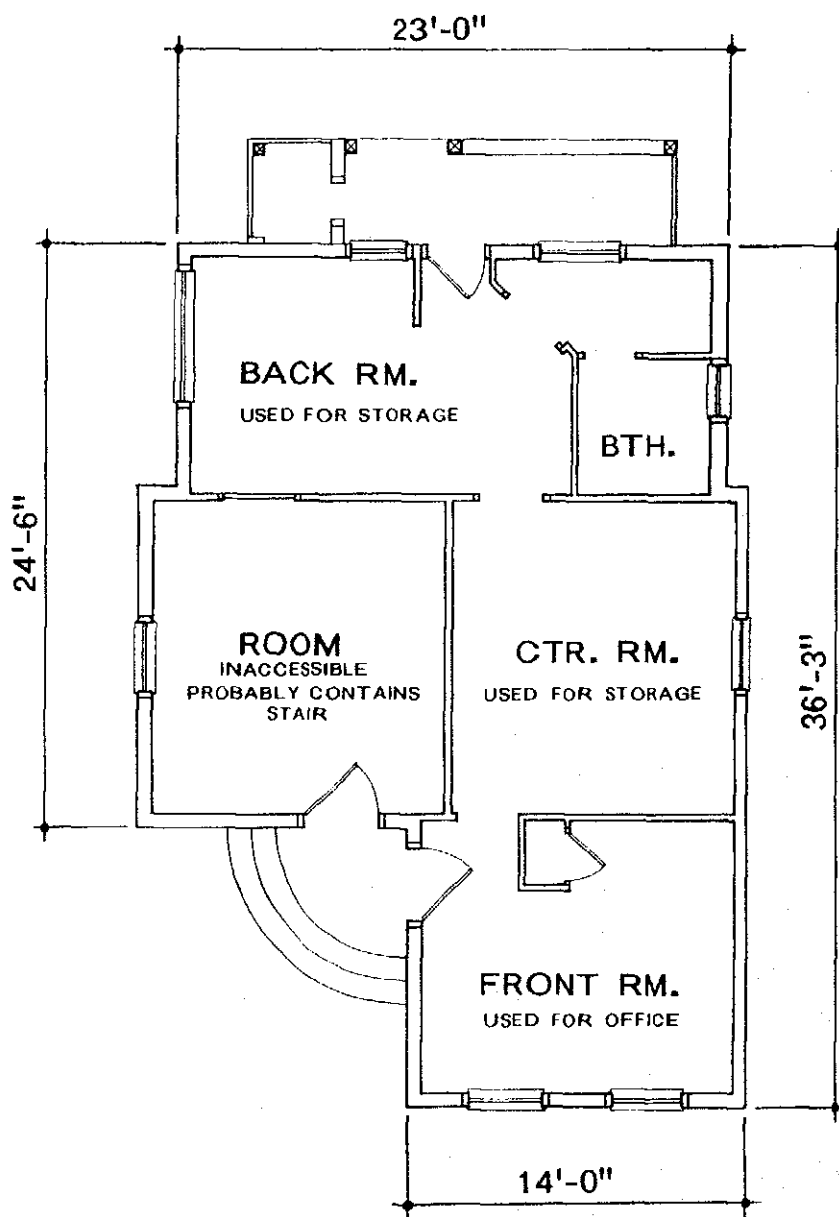 23'-0"
BACK RM.
USED FOR STORAGE
BTH.
24'-6"
ROOM
INACCESSIBLE
PROBABLY CONTAINS
STAIR
CTR. RM.
USED FOR STORAGE
36'-3"
FRONT RM.
USED FOR OFFICE
14'-0"